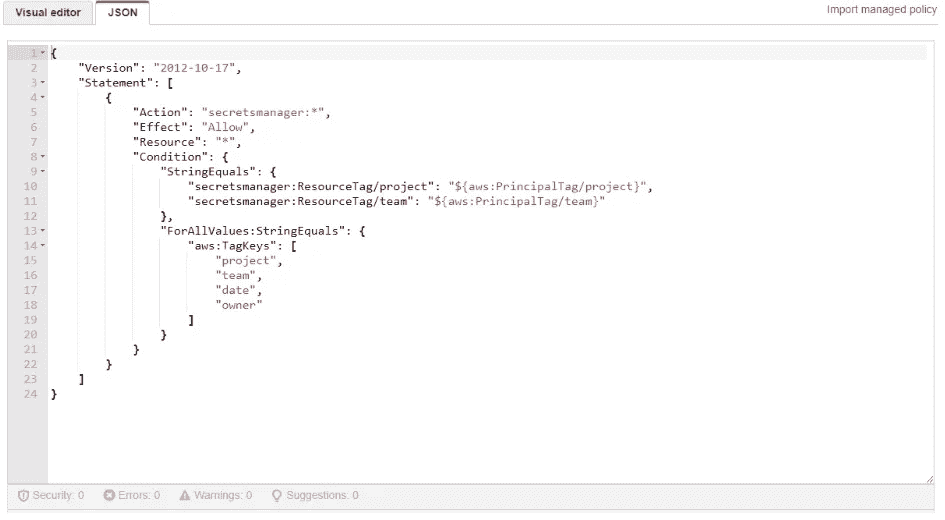 Visual editor JSON Import managed policy
1 {
2 "Version": "2012-10-17",
3 "Statement": [
4 {
5 "Action": "secretsmanager:*",
6 "Effect": "Allow",
7 "Resource": "*",
8 "Condition": {
9 "StringEquals": {
10 "secretsmanager:ResourceTag/project": "${aws:PrincipalTag/project}",
11 "secretsmanager:ResourceTag/team": "${aws:PrincipalTag/team}"
12 },
13 "ForAllValues:StringEquals": {
14 "aws:TagKeys": [
15 "project",
16 "team",
17 "date",
18 "owner"
19 ]
20 }
21 }
22 }
23 ]
24 }
Security: 0 Errors: 0 Warnings: 0 Suggestions: 0